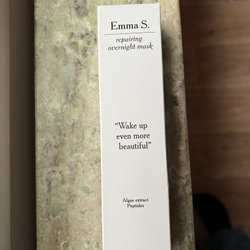 Emma S.
repairing
overnight mask
“Wake up
even more
beautiful”
Algae extract
Peptides